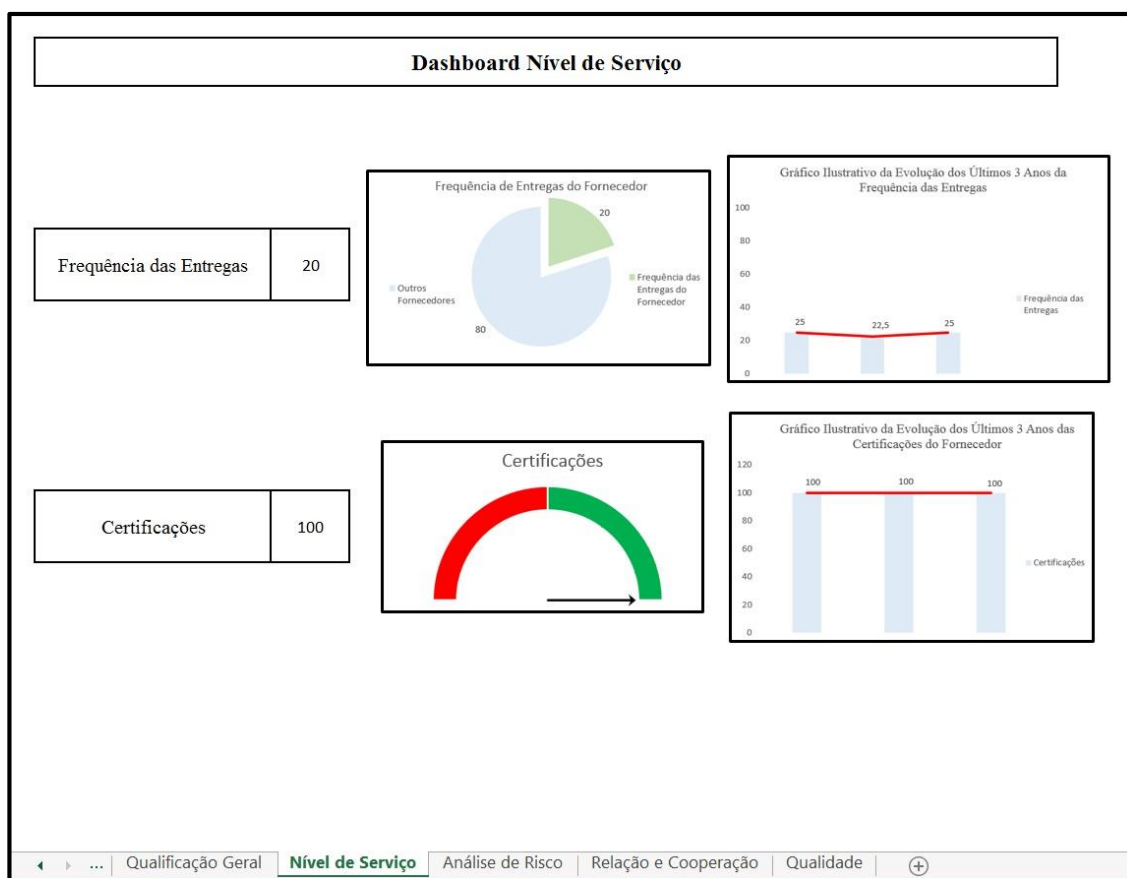 Dashboard Nível de Serviço
Frequência das Entregas
20
Frequência de Entregas do Fornecedor
20
Outros
Fornecedores
Frequência das
Entregas do
Fornecedor
80
Gráfico Ilustrativo da Evolução dos Últimos 3 Anos da
Frequência das Entregas
100
80
60
40
20
0
25
22,5
25
Frequência das
Entregas
Certificações
100
Certificações
Gráfico Ilustrativo da Evolução dos Últimos 3 Anos das
Certificações do Fornecedor
120
100
80
60
40
20
0
100
100
100
Certificações
... Qualificação Geral Nível de Serviço Análise de Risco Relação e Cooperação Qualidade